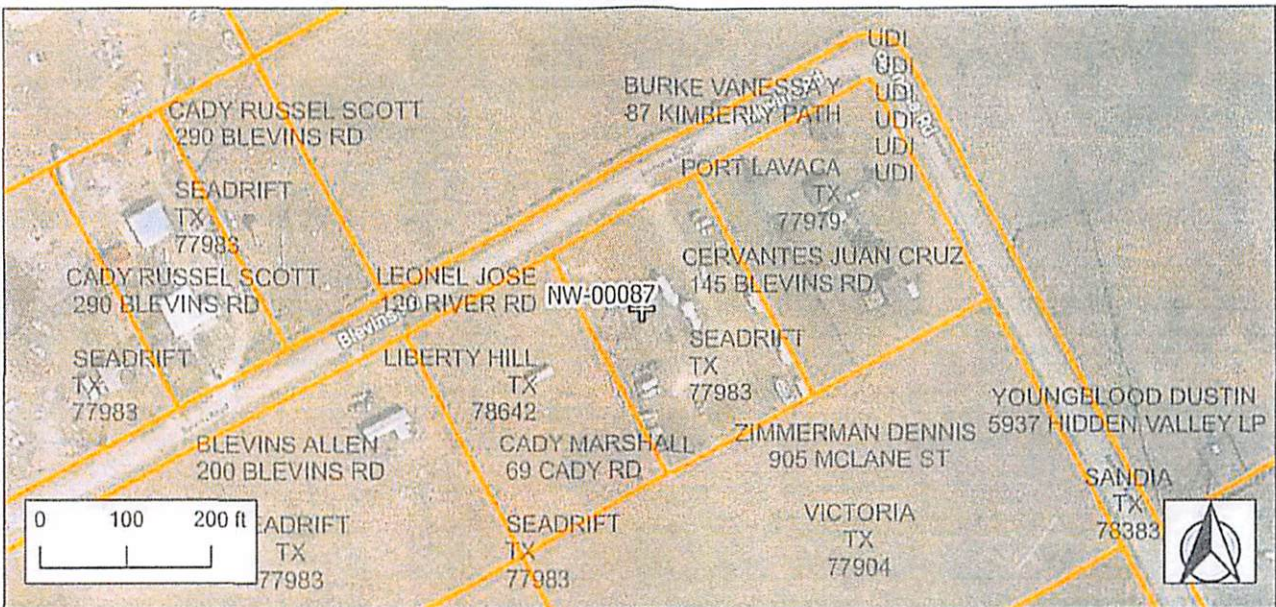 CADY RUSSEL SCOTT
290 BLEVINS RD
SEADRIFT
TX
77983
CADY RUSSEL SCOTT
290 BLEVINS RD
SEADRIFT
TX
77983
BURKE VANESSA Y
87 KIMBERLY PATH
PORT LAVACA
TX
77979
UDI
UDI
UDI
UDI
UDI
UDI
Rd
LEONEL JOSE
120 RIVER RD
LIBERTY HILL
TX
78642
NW-00087
CERVANTES JUAN CRUZ
145 BLEVINS RD
SEADRIFT
TX
77983
Blevins
BLEVINS ALLEN
200 BLEVINS RD
EADRIFT
TX
77983
CADY MARSHALL
69 CADY RD
SEADRIFT
TX
77983
ZIMMERMAN DENNIS
905 MCLANE ST
VICTORIA
TX
77904
YOUNGBLOOD DUSTIN
5937 HIDDEN VALLEY LP
SANDIA
TX
78383
0 100 200 ft